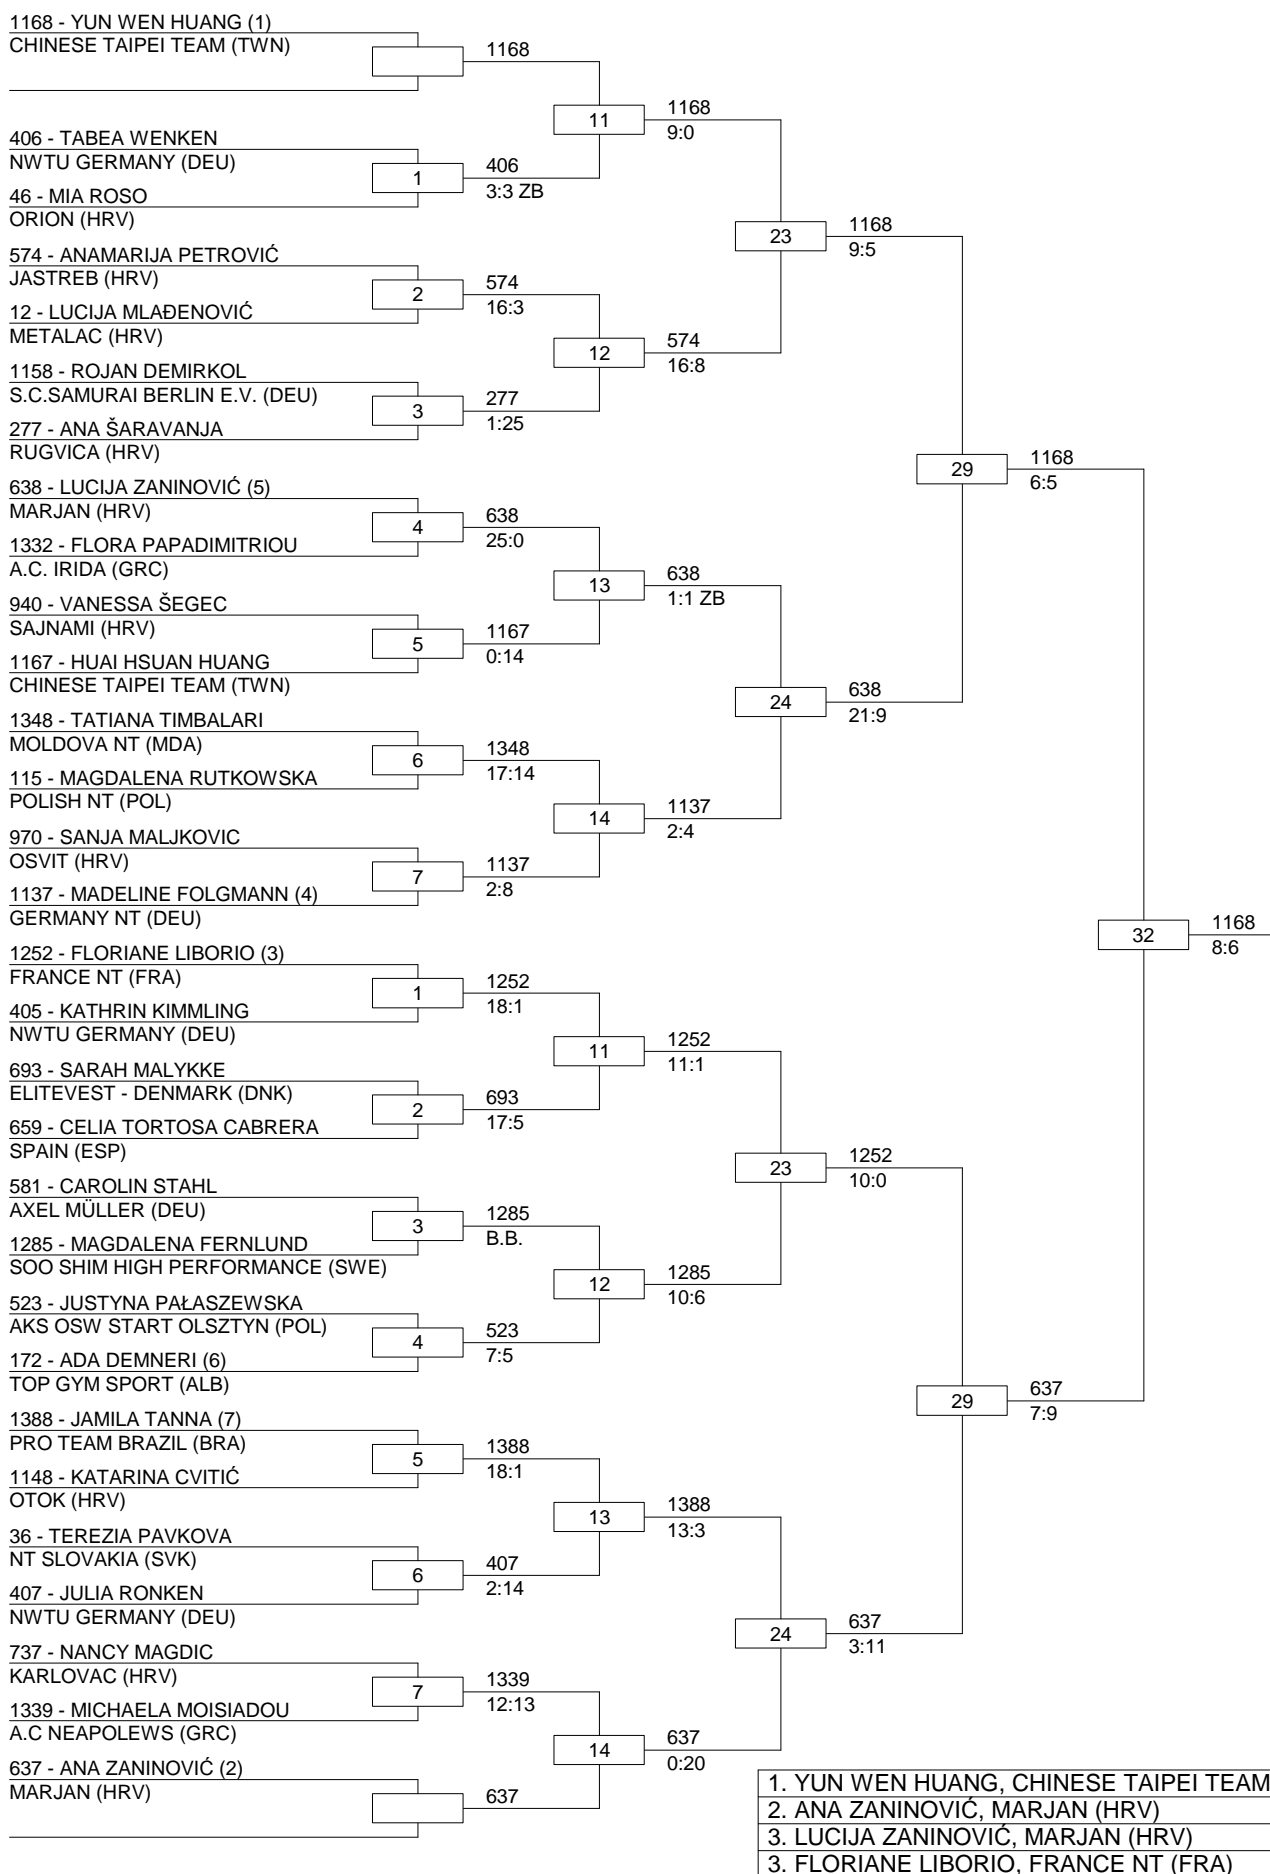 1168 - YUN WEN HUANG (1)
CHINESE TAIPEI TEAM (TWN)
1168
11
1168
9:0
406 - TABEA WENKEN
NWTU GERMANY (DEU)
1
406
3:3 ZB
46 - MIA ROSO
ORION (HRV)
23
1168
9:5
574 - ANAMARIJA PETROVIĆ
JASTREB (HRV)
2
574
16:3
12 - LUCIJA MLAĐENOVIĆ
METALAC (HRV)
12
574
16:8
1158 - ROJAN DEMIRKOL
S.C.SAMURAI BERLIN E.V. (DEU)
3
277
1:25
277 - ANA ŠARAVANJA
RUGVICA (HRV)
29
1168
6:5
638 - LUCIJA ZANINOVIĆ (5)
MARJAN (HRV)
4
638
25:0
1332 - FLORA PAPADIMITRIOU
A.C. IRIDA (GRC)
13
638
1:1 ZB
940 - VANESSA ŠEGEC
SAJNAMI (HRV)
5
1167
0:14
1167 - HUAI HSUAN HUANG
CHINESE TAIPEI TEAM (TWN)
24
638
21:9
1348 - TATIANA TIMBALARI
MOLDOVA NT (MDA)
6
1348
17:14
115 - MAGDALENA RUTKOWSKA
POLISH NT (POL)
14
1137
2:4
970 - SANJA MALJKOVIC
OSVIT (HRV)
7
1137
2:8
1137 - MADELINE FOLGMANN (4)
GERMANY NT (DEU)
32
1168
8:6
1252 - FLORIANE LIBORIO (3)
FRANCE NT (FRA)
1
1252
18:1
405 - KATHRIN KIMMLING
NWTU GERMANY (DEU)
11
1252
11:1
693 - SARAH MALYKKE
ELITEVEST - DENMARK (DNK)
2
693
17:5
659 - CELIA TORTOSA CABRERA
SPAIN (ESP)
23
1252
10:0
581 - CAROLIN STAHL
AXEL MÜLLER (DEU)
3
1285
B.B.
1285 - MAGDALENA FERNLUND
SOO SHIM HIGH PERFORMANCE (SWE)
12
1285
10:6
523 - JUSTYNA PAŁASZEWSKA
AKS OSW START OLSZTYN (POL)
4
523
7:5
172 - ADA DEMNERI (6)
TOP GYM SPORT (ALB)
29
637
7:9
1388 - JAMILA TANNA (7)
PRO TEAM BRAZIL (BRA)
5
1388
18:1
1148 - KATARINA CVITIĆ
OTOK (HRV)
13
1388
13:3
36 - TEREZIA PAVKOVA
NT SLOVAKIA (SVK)
6
407
2:14
407 - JULIA RONKEN
NWTU GERMANY (DEU)
24
637
3:11
737 - NANCY MAGDIC
KARLOVAC (HRV)
7
1339
12:13
1339 - MICHAELA MOISIADOU
A.C NEAPOLEWS (GRC)
14
637
0:20
637 - ANA ZANINOVIĆ (2)
MARJAN (HRV)
637
1. YUN WEN HUANG, CHINESE TAIPEI TEAM
2. ANA ZANINOVIĆ, MARJAN (HRV)
3. LUCIJA ZANINOVIĆ, MARJAN (HRV)
3. FLORIANE LIBORIO, FRANCE NT (FRA)